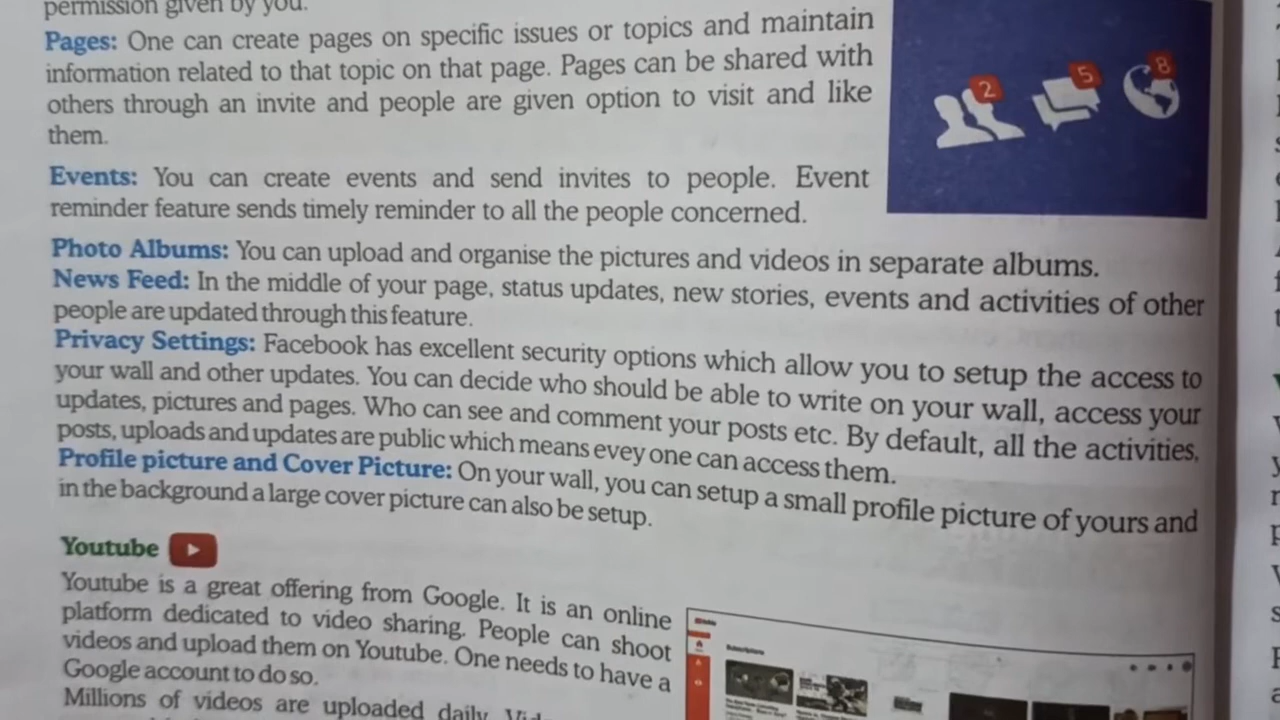 permission given by you.
Pages: One can create pages on specific issues or topics and maintain
information related to that topic on that page. Pages can be shared with
others through an invite and people are given option to visit and like
them.
2
5
8
Events: You can create events and send invites to people. Event
reminder feature sends timely reminder to all the people concerned.
Photo Albums: You can upload and organise the pictures and videos in separate albums.
News Feed: In the middle of your page, status updates, new stories, events and activities of other
people are updated through this feature.
Privacy Settings: Facebook has excellent security options which allow you to setup the access to
your wall and other updates. You can decide who should be able to write on your wall, access your
updates, pictures and pages. Who can see and comment your posts etc. By default, all the activities,
posts, uploads and updates are public which means evey one can access them.
Profile picture and Cover Picture: On your wall, you can setup a small profile picture of yours and
in the background a large cover picture can also be setup.
Youtube
Youtube is a great offering from Google. It is an online
platform dedicated to video sharing. People can shoot
videos and upload them on Youtube. One needs to have a
Google account to do so.
Millions of videos are uploaded daily.
Subscriptions